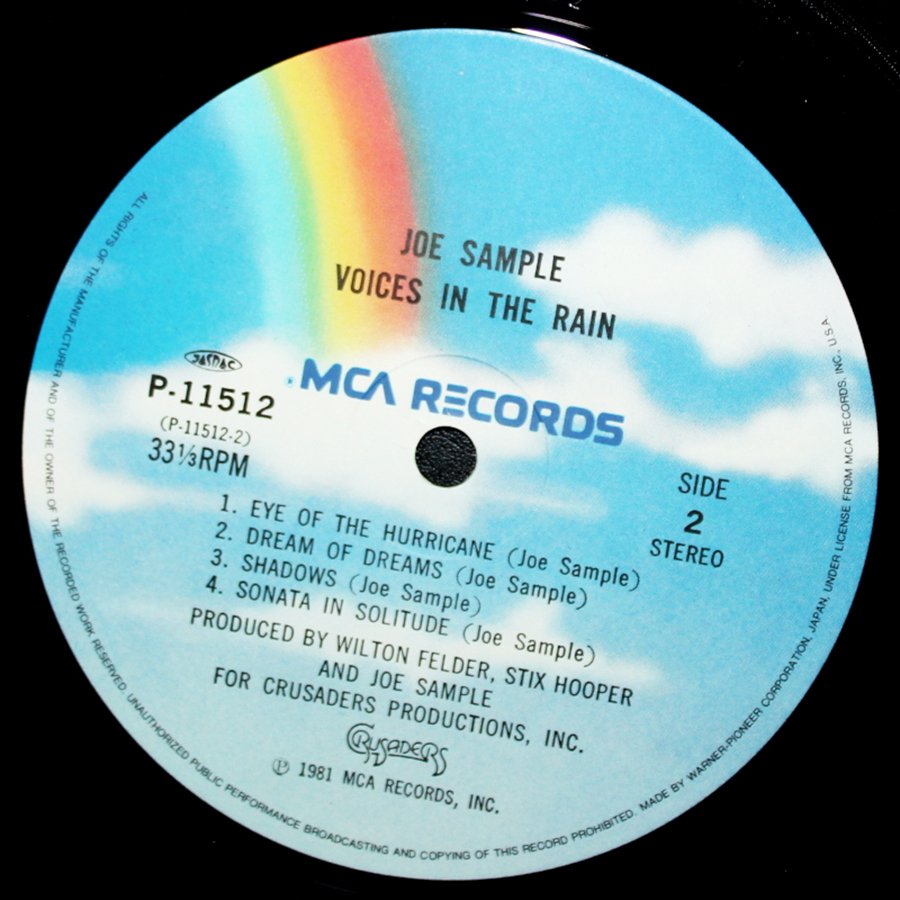 JOE SAMPLE
VOICES IN THE RAIN
MCA RECORDS
JASRAC
P-11512
(P-11512-2)
33⅓RPM
SIDE
2
STEREO
1. EYE OF THE HURRICANE (Joe Sample)
2. DREAM OF DREAMS (Joe Sample)
3. SHADOWS (Joe Sample)
4. SONATA IN SOLITUDE (Joe Sample)
PRODUCED BY WILTON FELDER, STIX HOOPER
AND JOE SAMPLE
FOR CRUSADERS PRODUCTIONS, INC.
CRUSADERS
℗ 1981 MCA RECORDS, INC.
ALL RIGHTS OF THE MANUFACTURER AND OF THE OWNER OF THE RECORDED WORK RESERVED. UNAUTHORIZED PUBLIC PERFORMANCE BROADCASTING AND COPYING OF THIS RECORD PROHIBITED. MADE BY WARNER-PIONEER CORPORATION, JAPAN, UNDER LICENSE FROM MCA RECORDS, INC., U.S.A.